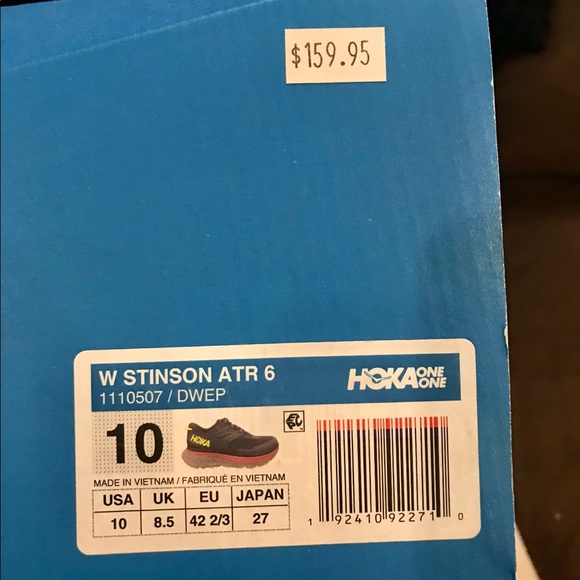 $159.95
W STINSON ATR 6
1110507 / DWEP
HOKA ONE ONE
10
HOKA
MADE IN VIETNAM / FABRIQUÉ EN VIETNAM
USA UK EU JAPAN
10 8.5 42 2/3 27
1 92410 92271 0